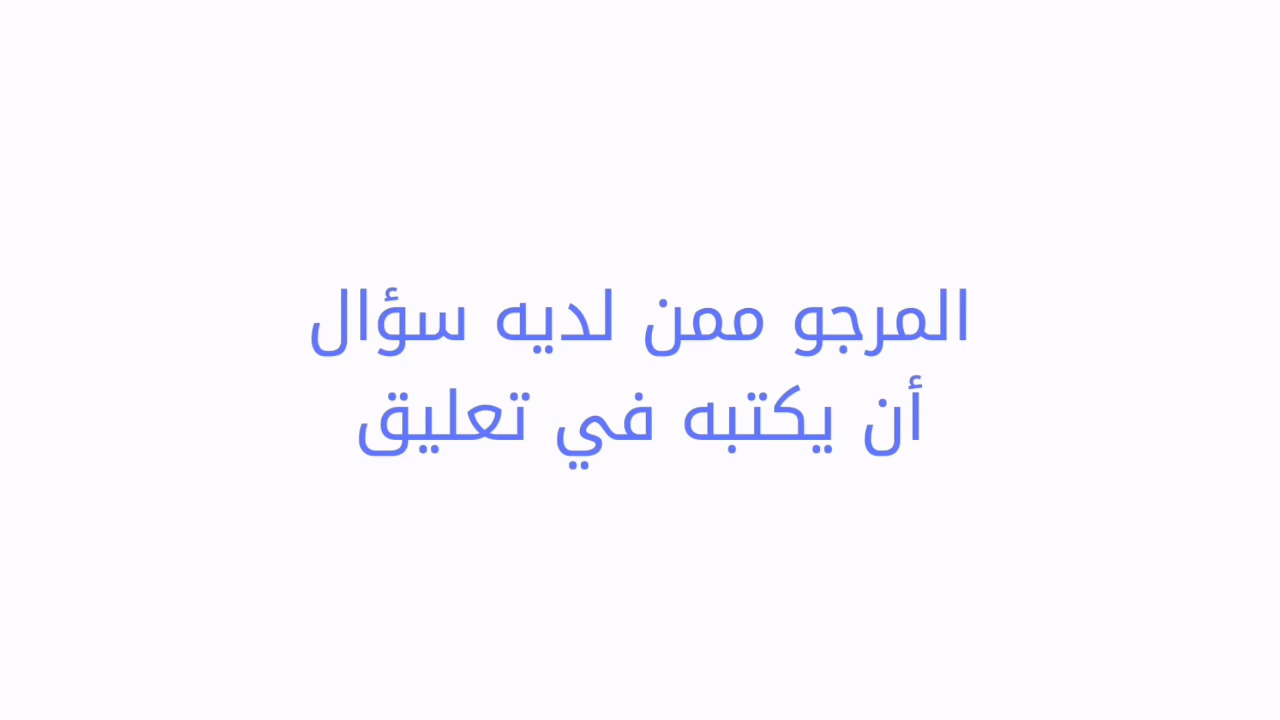 المرجو ممن لديه سؤال
أن يكتبه في تعليق